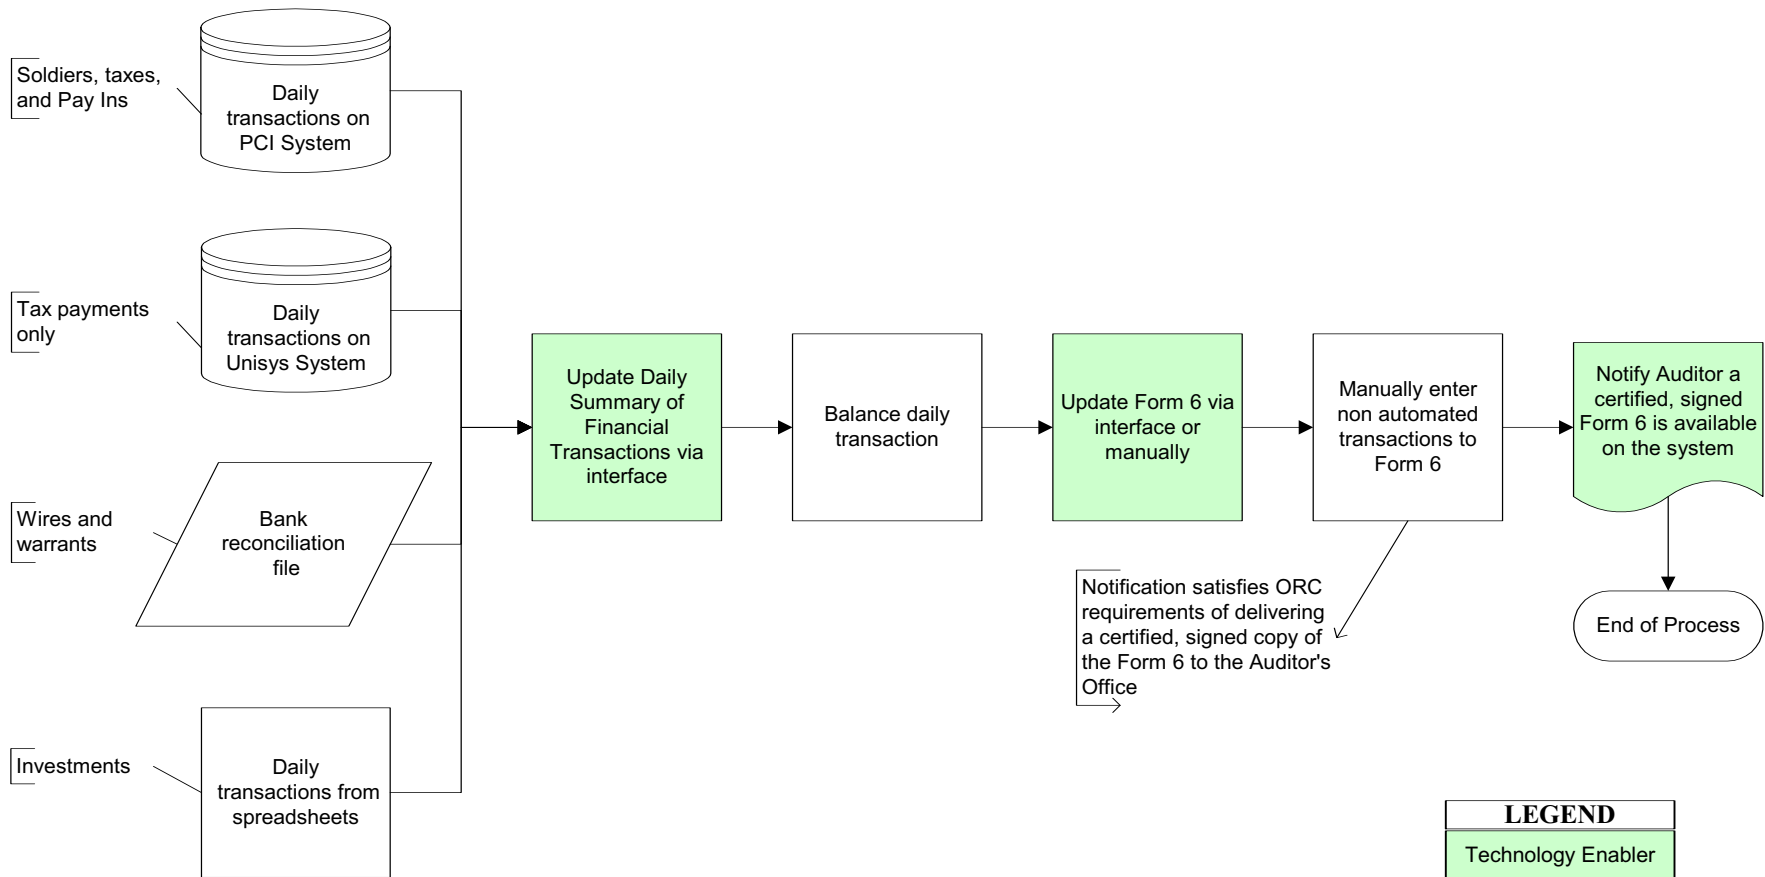 Soldiers, taxes,
and Pay Ins
Daily
transactions on
PCI System
Tax payments
only
Daily
transactions on
Unisys System
Wires and
warrants
Bank
reconciliation
file
Investments
Daily
transactions from
spreadsheets
Update Daily
Summary of
Financial
Transactions via
interface
Balance daily
transaction
Update Form 6 via
interface or
manually
Manually enter
non automated
transactions to
Form 6
Notify Auditor a
certified, signed
Form 6 is available
on the system
Notification satisfies ORC
requirements of delivering
a certified, signed copy of
the Form 6 to the Auditor's
Office
End of Process
LEGEND
Technology Enabler